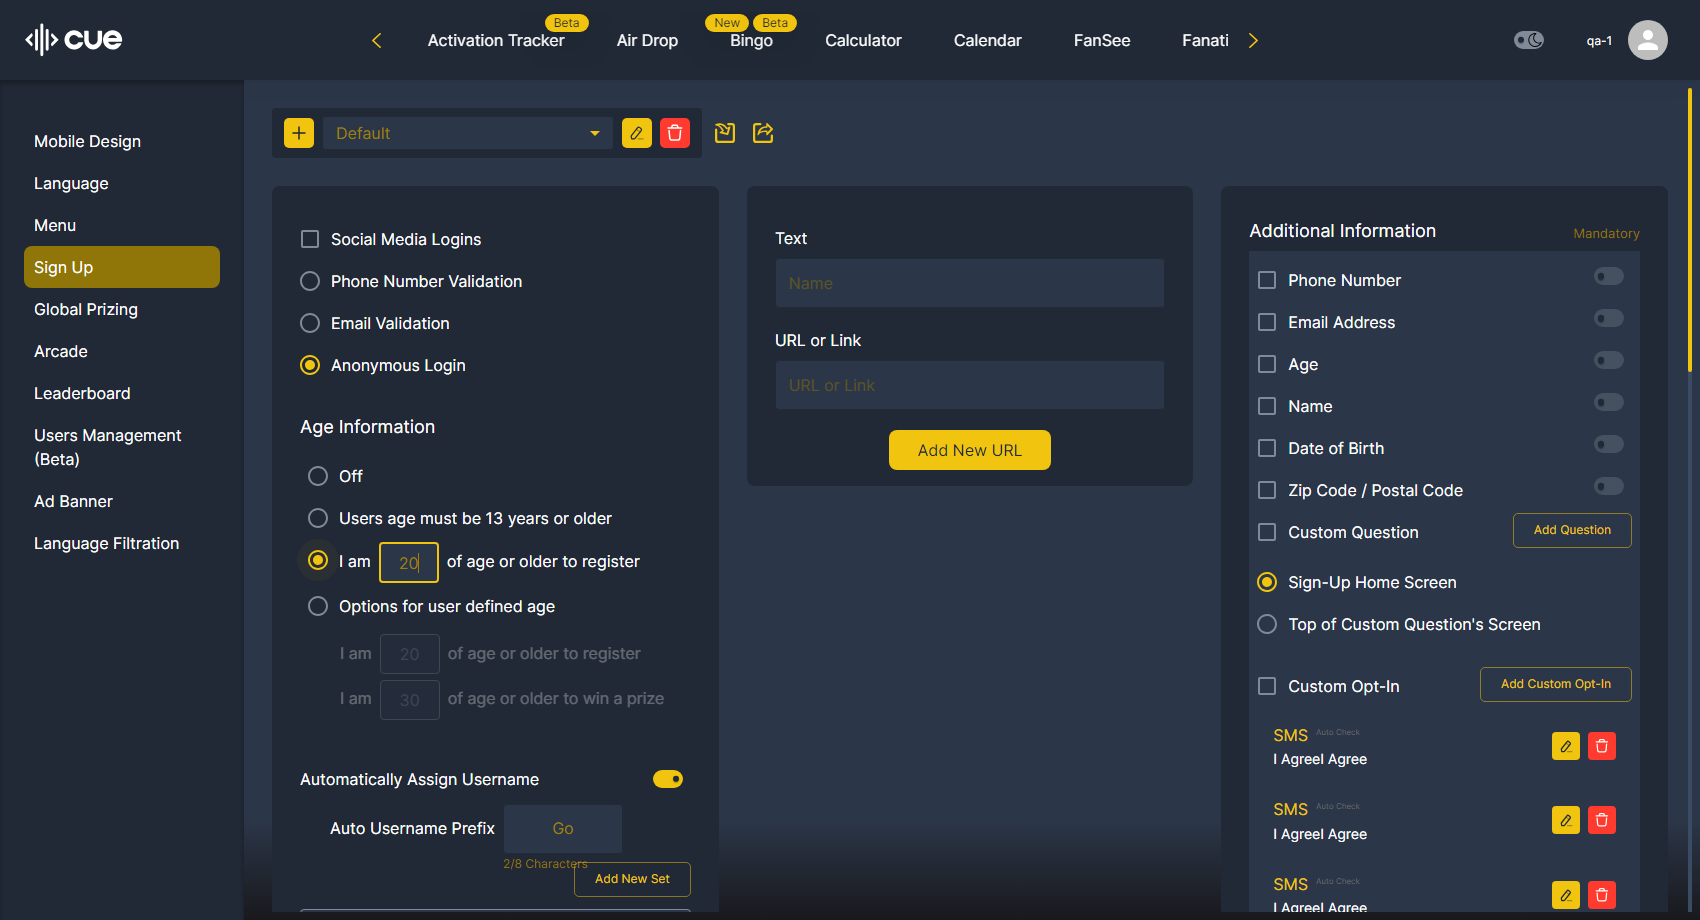 cue
Beta
New
Beta
Activation Tracker
Air Drop
Bingo
Calculator
Calendar
FanSee
Fanati
qa-1
Mobile Design
Language
Menu
Sign Up
Global Prizing
Arcade
Leaderboard
Users Management
(Beta)
Ad Banner
Language Filtration
Default
Social Media Logins
Phone Number Validation
Email Validation
Anonymous Login
Age Information
Off
Users age must be 13 years or older
I am 20 of age or older to register
Options for user defined age
I am 20 of age or older to register
I am 30 of age or older to win a prize
Automatically Assign Username
Auto Username Prefix Go
2/8 Characters
Add New Set
Text
Name
URL or Link
URL or Link
Add New URL
Additional Information Mandatory
Phone Number
Email Address
Age
Name
Date of Birth
Zip Code / Postal Code
Custom Question Add Question
Sign-Up Home Screen
Top of Custom Question's Screen
Custom Opt-In Add Custom Opt-In
SMS Auto Check
I AgreeI Agree
SMS Auto Check
I AgreeI Agree
SMS Auto Check
I AgreeI Agree